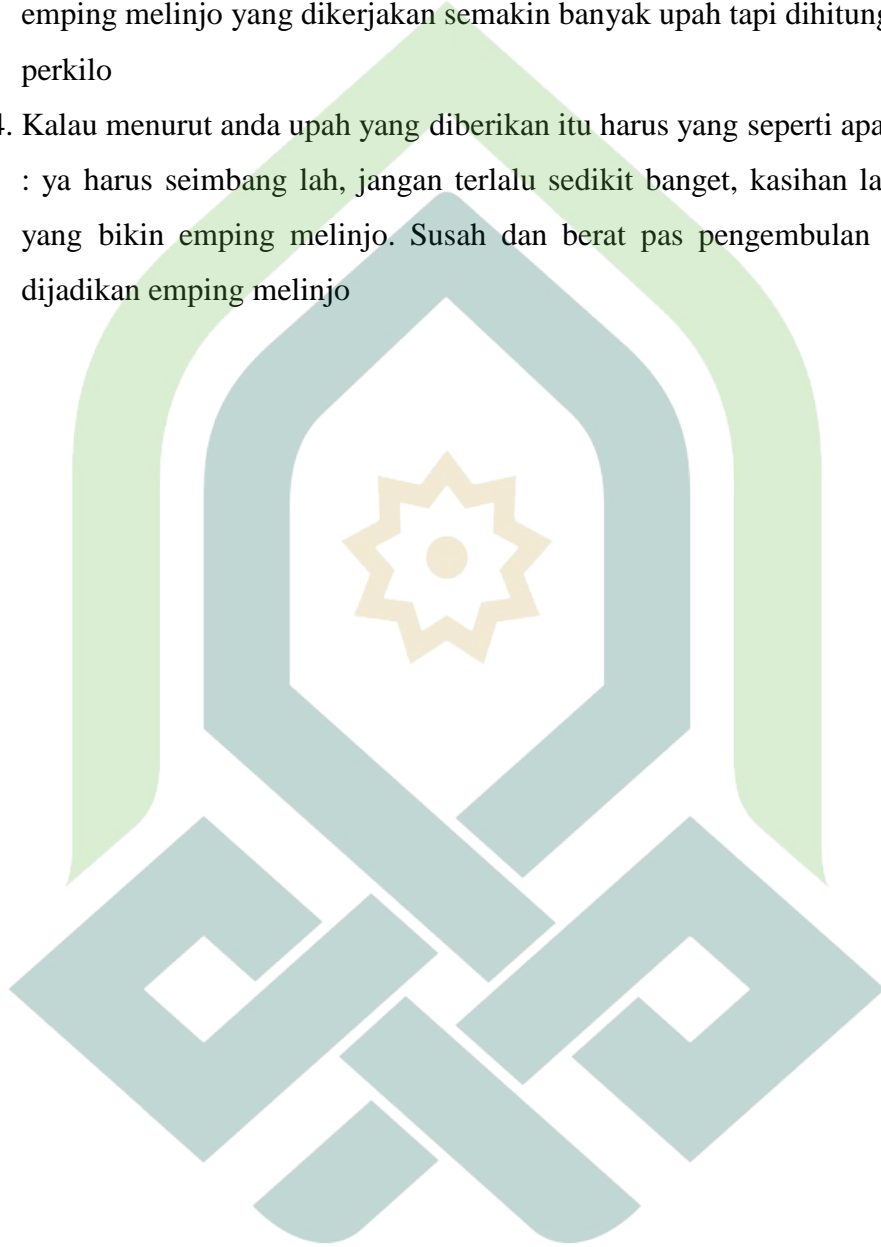 emping melinjo yang dikerjakan semakin banyak upah tapi dihitung
perkilo
4. Kalau menurut anda upah yang diberikan itu harus yang seperti apa
: ya harus seimbang lah, jangan terlalu sedikit banget, kasihan la
yang bikin emping melinjo. Susah dan berat pas pengembulan
dijadikan emping melinjo